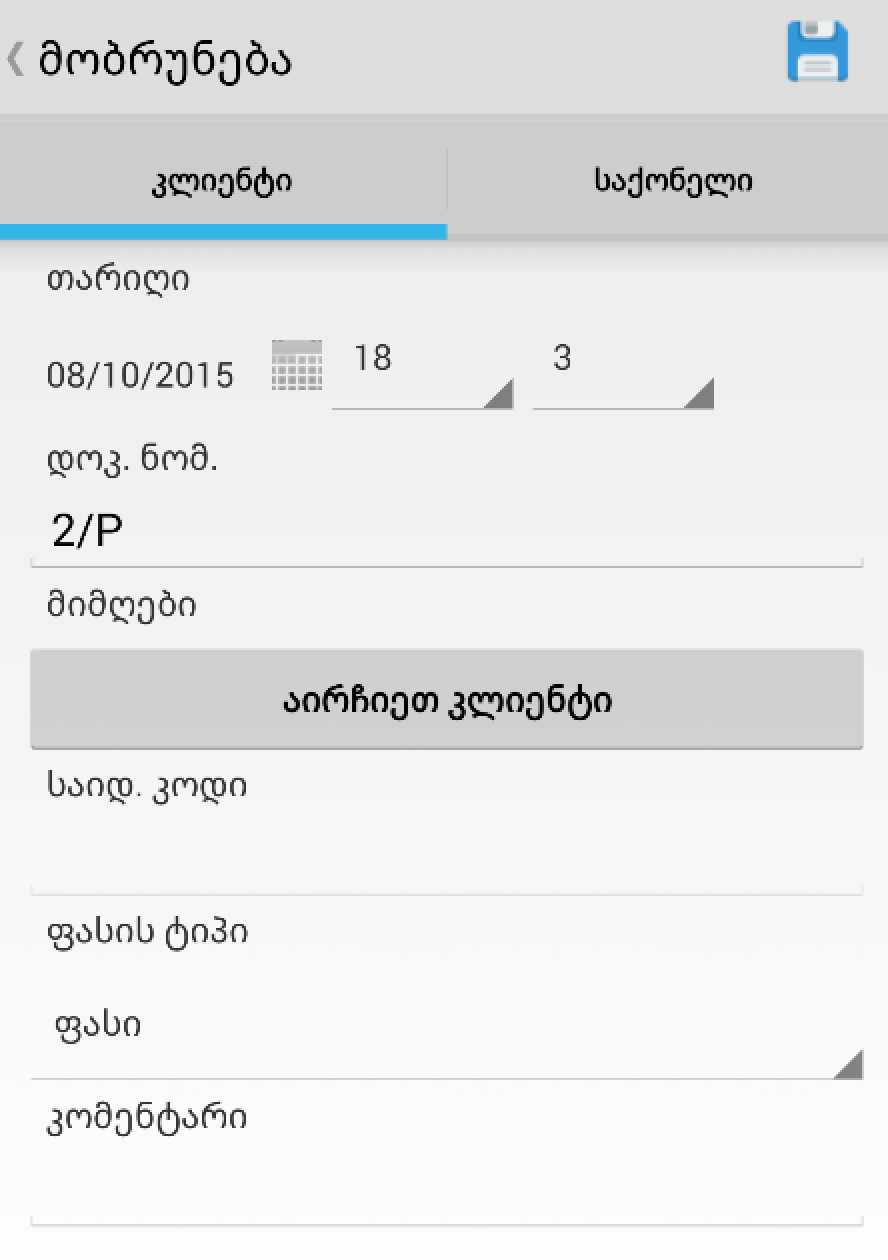 მობრუნება
კლიენტი საქონელი
თარიღი
08/10/2015 18 3
დოკ. ნომ.
2/P
მიმღები
აირჩიეთ კლიენტი
საიდ. კოდი
ფასის ტიპი
ფასი
კომენტარი